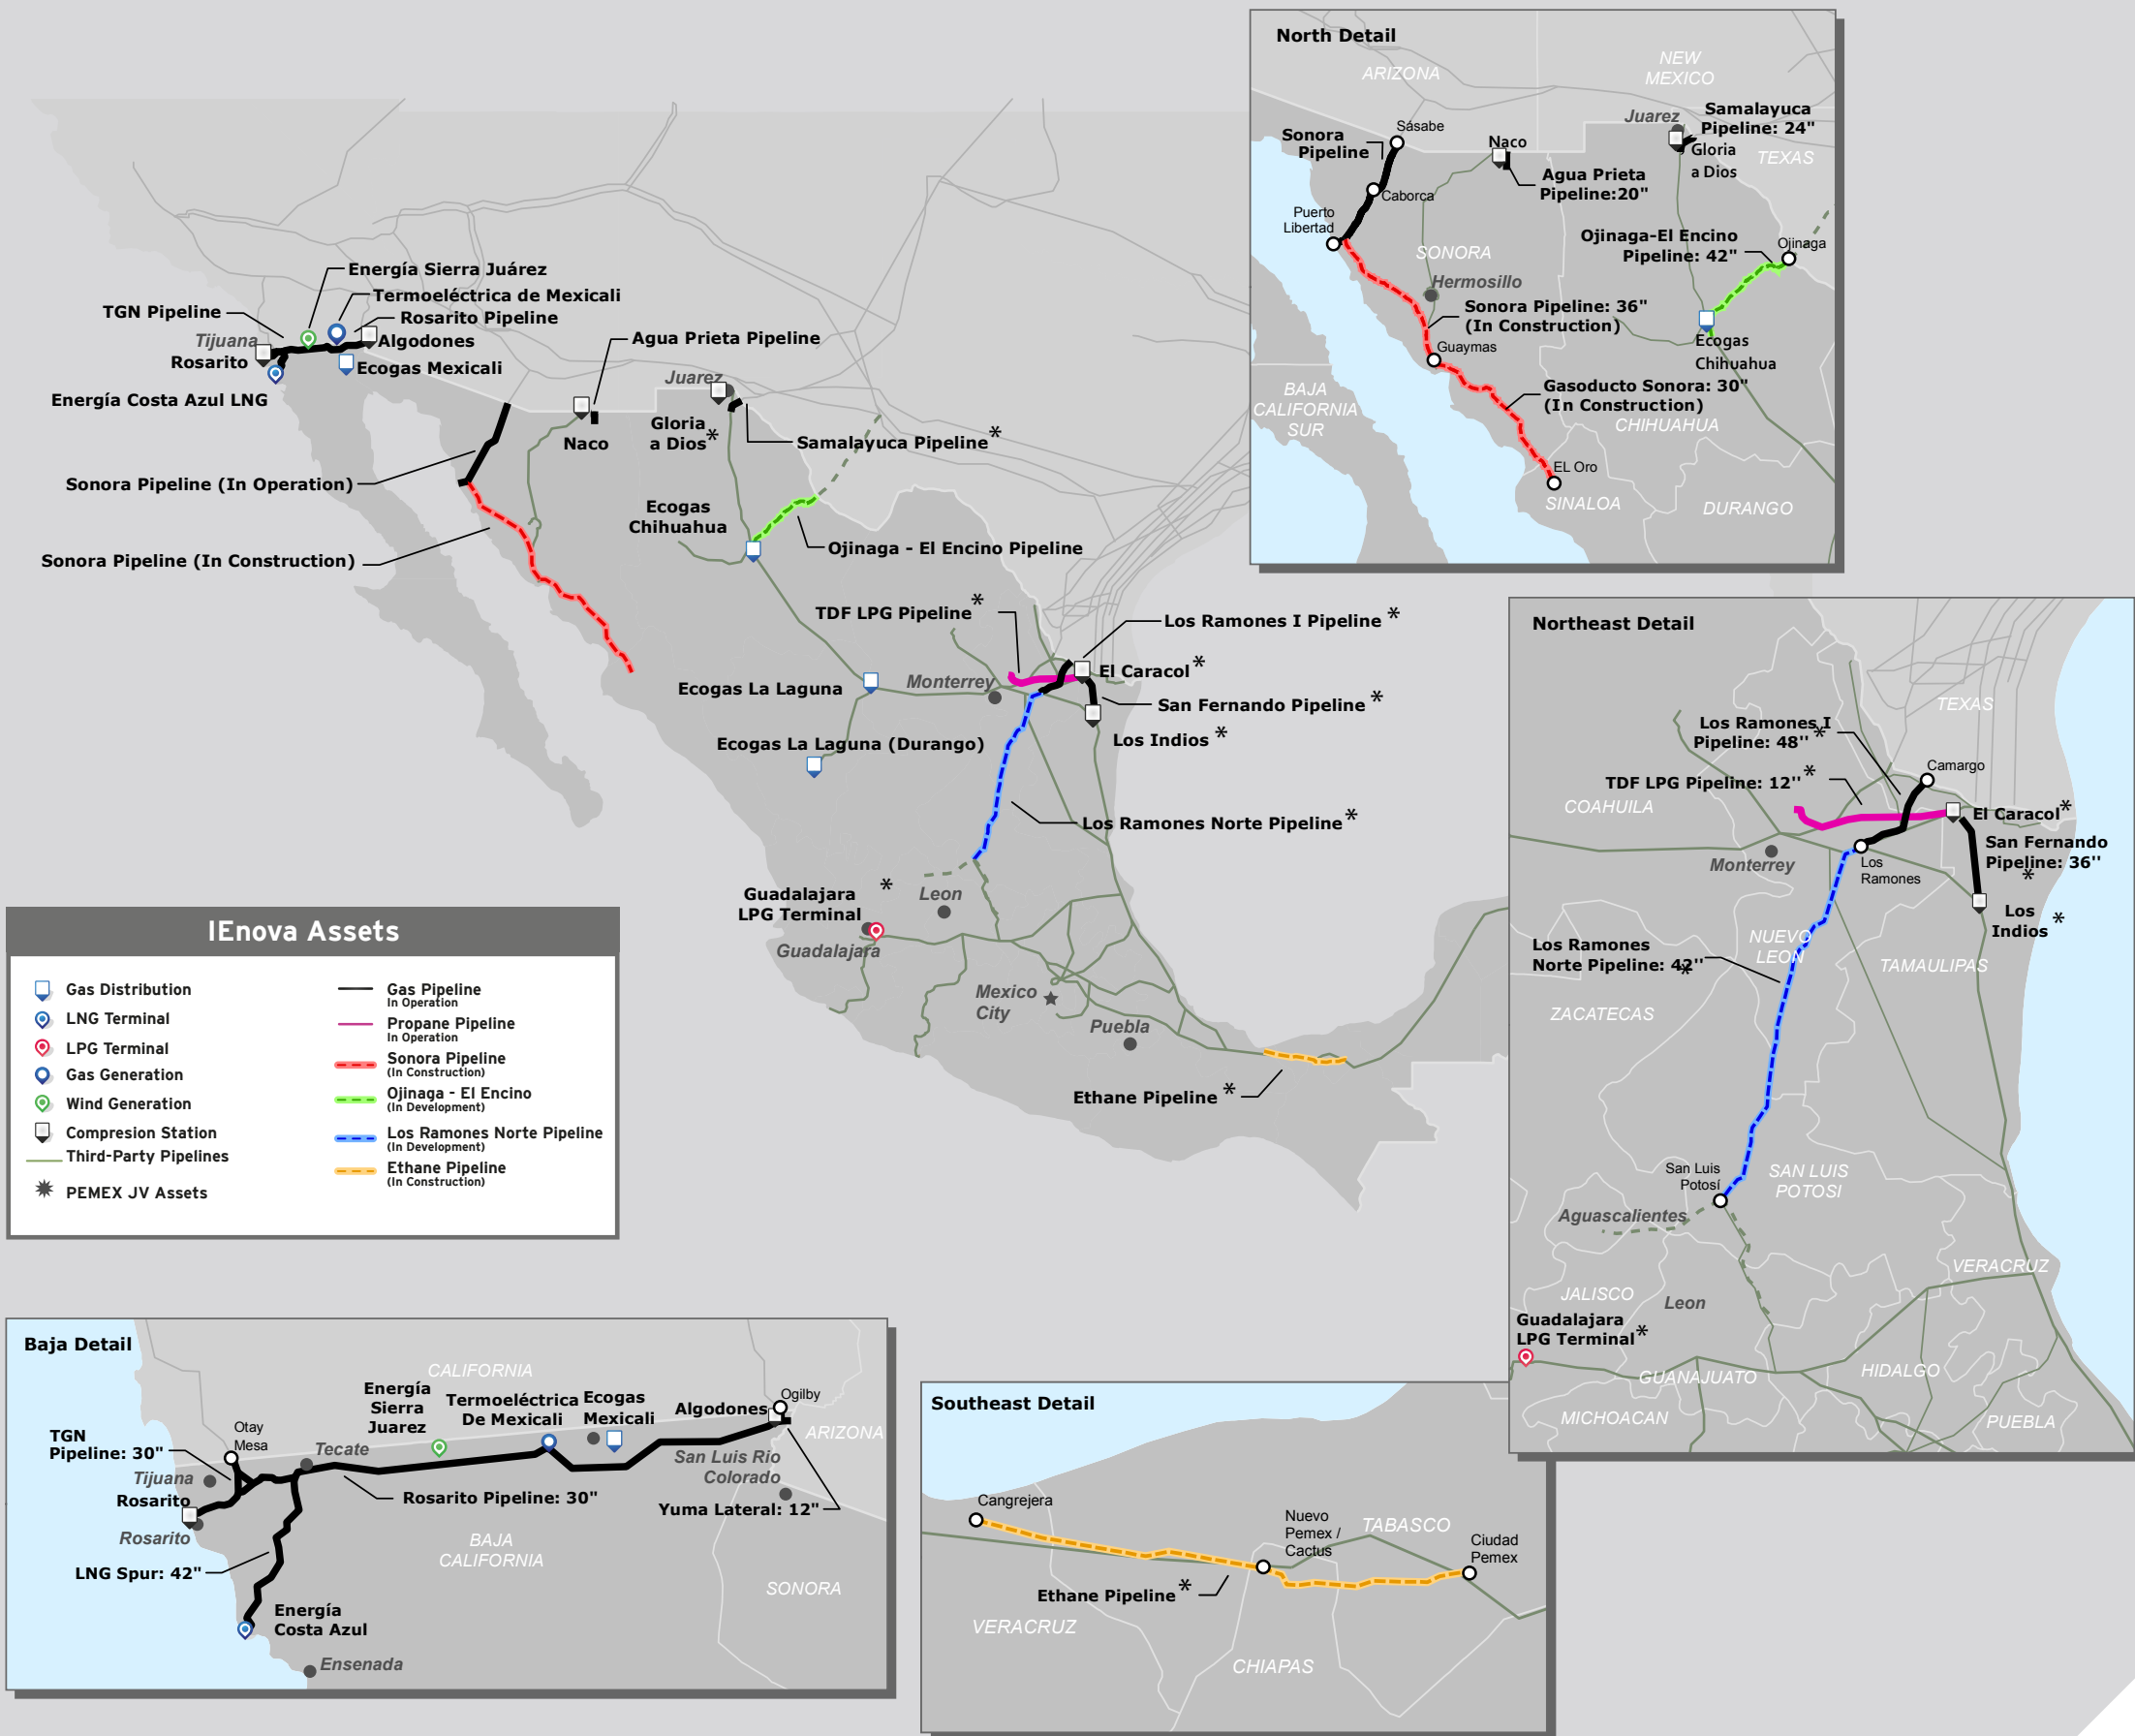 North Detail
ARIZONA
NEW
MEXICO
Juarez
Samalayuca
Pipeline: 24"
TEXAS
Sásabe
Sonora
Pipeline
Naco
Gloria
a Dios
Agua Prieta
Pipeline:20"
Caborca
Puerto
Libertad
SONORA
Ojinaga-El Encino
Pipeline: 42"
Ojinaga
Hermosillo
Sonora Pipeline: 36"
(In Construction)
Guaymas
Ecogas
Chihuahua
BAJA
CALIFORNIA
SUR
Gasoducto Sonora: 30"
(In Construction)
CHIHUAHUA
EL Oro
SINALOA
DURANGO
Energía Sierra Juárez
Termoeléctrica de Mexicali
TGN Pipeline
Rosarito Pipeline
Tijuana
Algodones
Rosarito
Ecogas Mexicali
Energía Costa Azul LNG
Agua Prieta Pipeline
Juarez
Gloria
a Dios*
Naco
Samalayuca Pipeline*
Sonora Pipeline (In Operation)
Ecogas
Chihuahua
Ojinaga - El Encino Pipeline
Sonora Pipeline (In Construction)
TDF LPG Pipeline*
Los Ramones I Pipeline *
El Caracol*
Ecogas La Laguna
Monterrey
San Fernando Pipeline *
Los Indios *
Ecogas La Laguna (Durango)
Los Ramones Norte Pipeline*
Guadalajara *
LPG Terminal
Leon
Guadalajara
Mexico
City
Puebla
Ethane Pipeline *
Northeast Detail
TEXAS
Los Ramones I
Pipeline: 48''*
Camargo
TDF LPG Pipeline: 12''*
COAHUILA
El Caracol*
San Fernando
Pipeline: 36''
*
Monterrey
Los
Ramones
Los
Indios *
Los Ramones
Norte Pipeline: 42''
*
NUEVO
LEON
TAMAULIPAS
ZACATECAS
San Luis
Potosí
SAN LUIS
POTOSI
Aguascalientes
VERACRUZ
JALISCO
Leon
Guadalajara
LPG Terminal*
GUANAJUATO
HIDALGO
MICHOACAN
PUEBLA
IEnova Assets
Gas Distribution
LNG Terminal
LPG Terminal
Gas Generation
Wind Generation
Compresion Station
Third-Party Pipelines
PEMEX JV Assets
Gas Pipeline
In Operation
Propane Pipeline
In Operation
Sonora Pipeline
(In Construction)
Ojinaga - El Encino
(In Development)
Los Ramones Norte Pipeline
(In Development)
Ethane Pipeline
(In Construction)
Baja Detail
CALIFORNIA
Energía
Sierra
Juarez
Termoeléctrica
De Mexicali
Ecogas
Mexicali
Algodones
Ogilby
ARIZONA
Otay
Mesa
TGN
Pipeline: 30"
Tecate
Tijuana
San Luis Rio
Colorado
Rosarito
Rosarito Pipeline: 30"
Yuma Lateral: 12"
Rosarito
BAJA
CALIFORNIA
LNG Spur: 42"
SONORA
Energía
Costa Azul
Ensenada
Southeast Detail
Cangrejera
Nuevo
Pemex /
Cactus
TABASCO
Ciudad
Pemex
Ethane Pipeline *
VERACRUZ
CHIAPAS